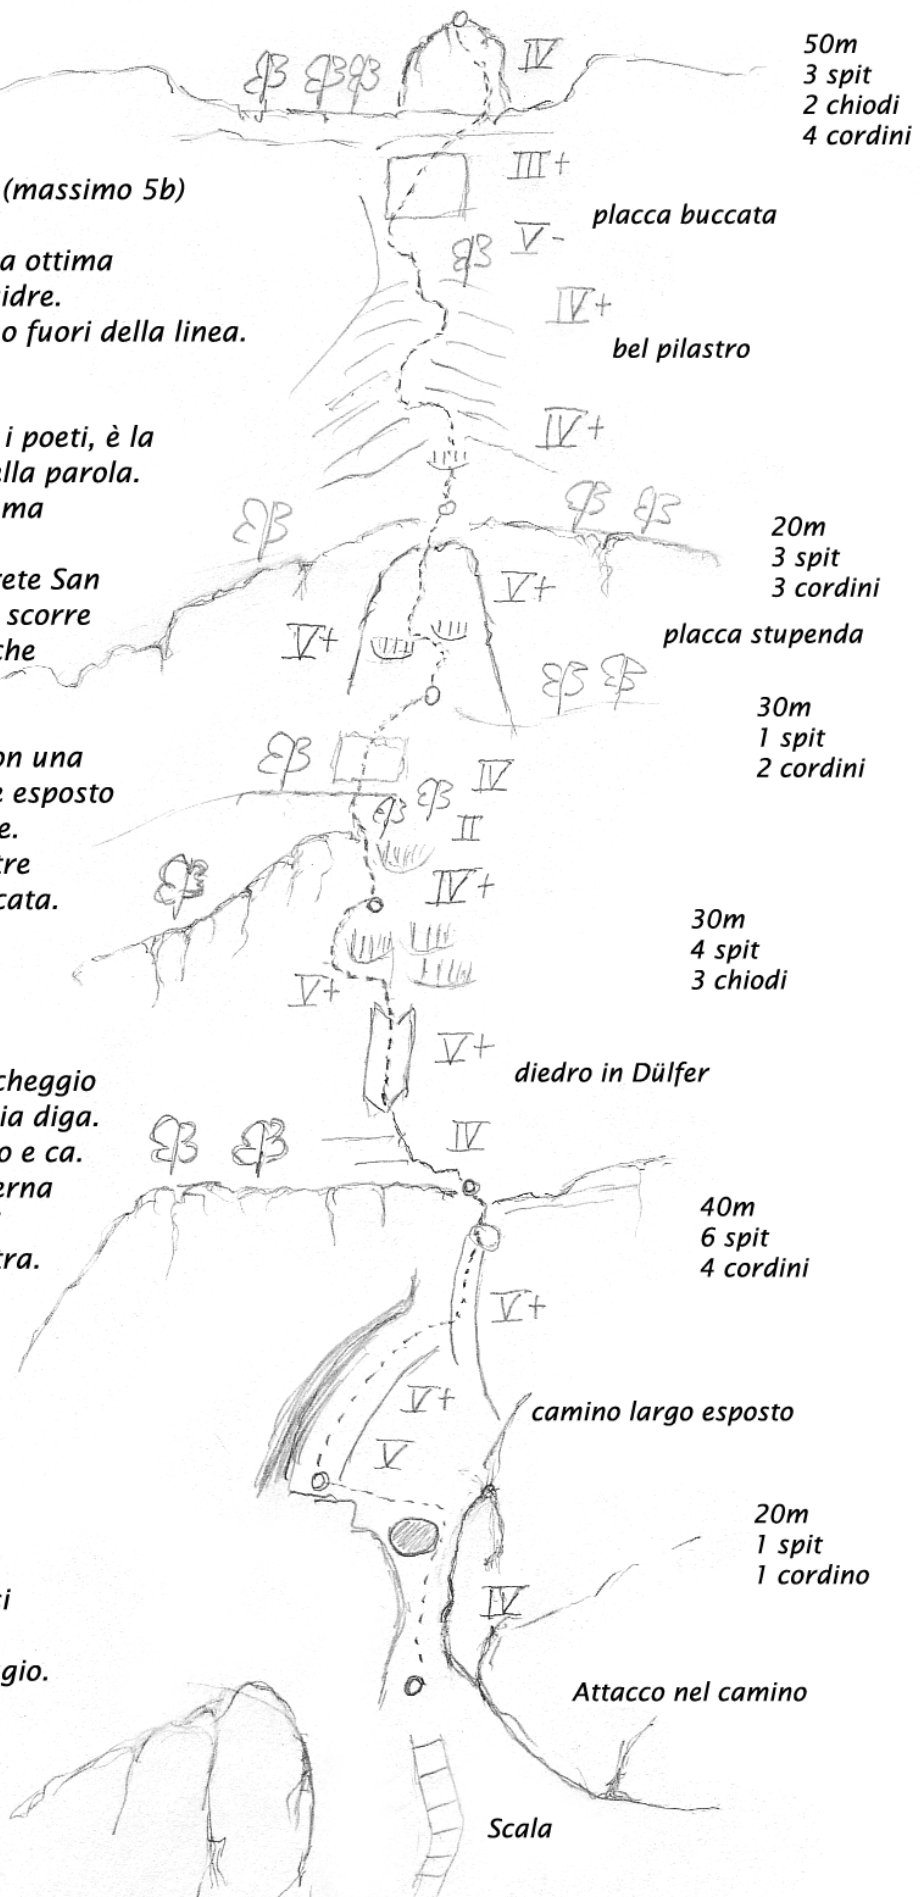 IV
50m
3 spit
2 chiodi
4 cordini
III+
(massimo 5b)
placca buccata
V-
a ottima
idre.
IV+
o fuori della linea.
bel pilastro
IV+
i poeti, è la
lla parola.
ma
20m
3 spit
3 cordini
rete San
V+
scorre
V+
placca stupenda
che
30m
1 spit
2 cordini
on una
IV
e esposto
II
e.
tre
IV+
cata.
30m
4 spit
3 chiodi
V+
V+
diedro in Dülfer
cheggio
ia diga.
IV
o e ca.
erna
40m
6 spit
4 cordini
tra.
V+
V+
camino largo esposto
V
20m
1 spit
1 cordino
IV
i
gio.
Attacco nel camino
Scala